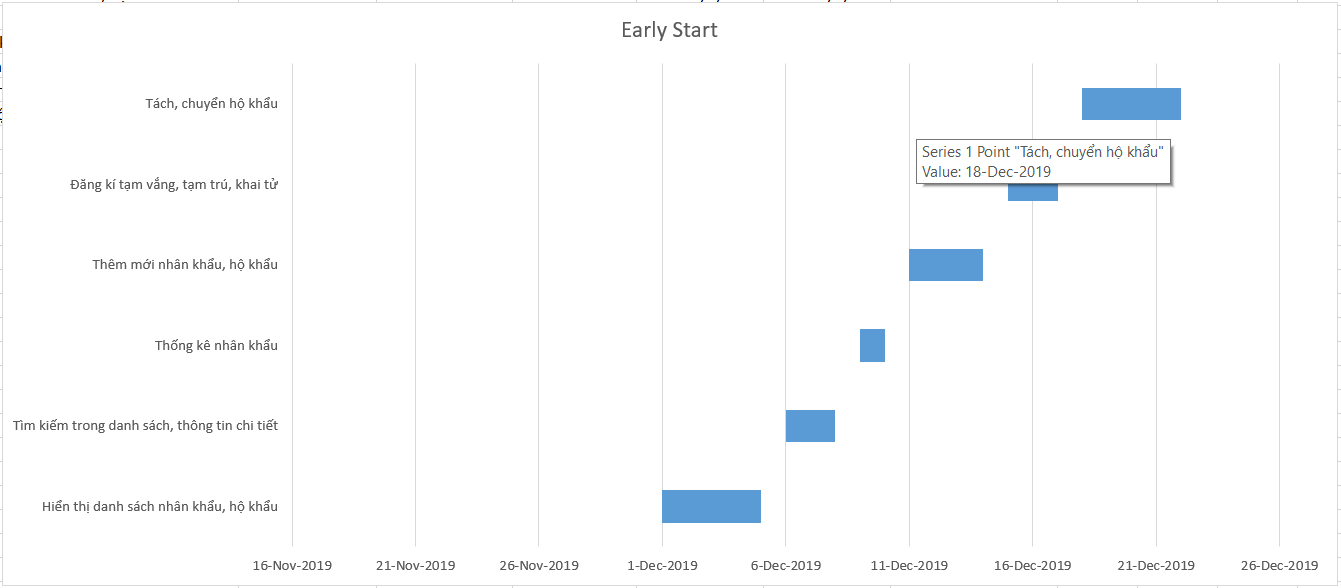 Early Start
Tách, chuyển hộ khẩu
Series 1 Point "Tách, chuyển hộ khẩu"
Value: 18-Dec-2019
Đăng kí tạm vắng, tạm trú, khai tử
Thêm mới nhân khẩu, hộ khẩu
Thống kê nhân khẩu
Tìm kiếm trong danh sách, thông tin chi tiết
Hiển thị danh sách nhân khẩu, hộ khẩu
16-Nov-2019 21-Nov-2019 26-Nov-2019 1-Dec-2019 6-Dec-2019 11-Dec-2019 16-Dec-2019 21-Dec-2019 26-Dec-2019